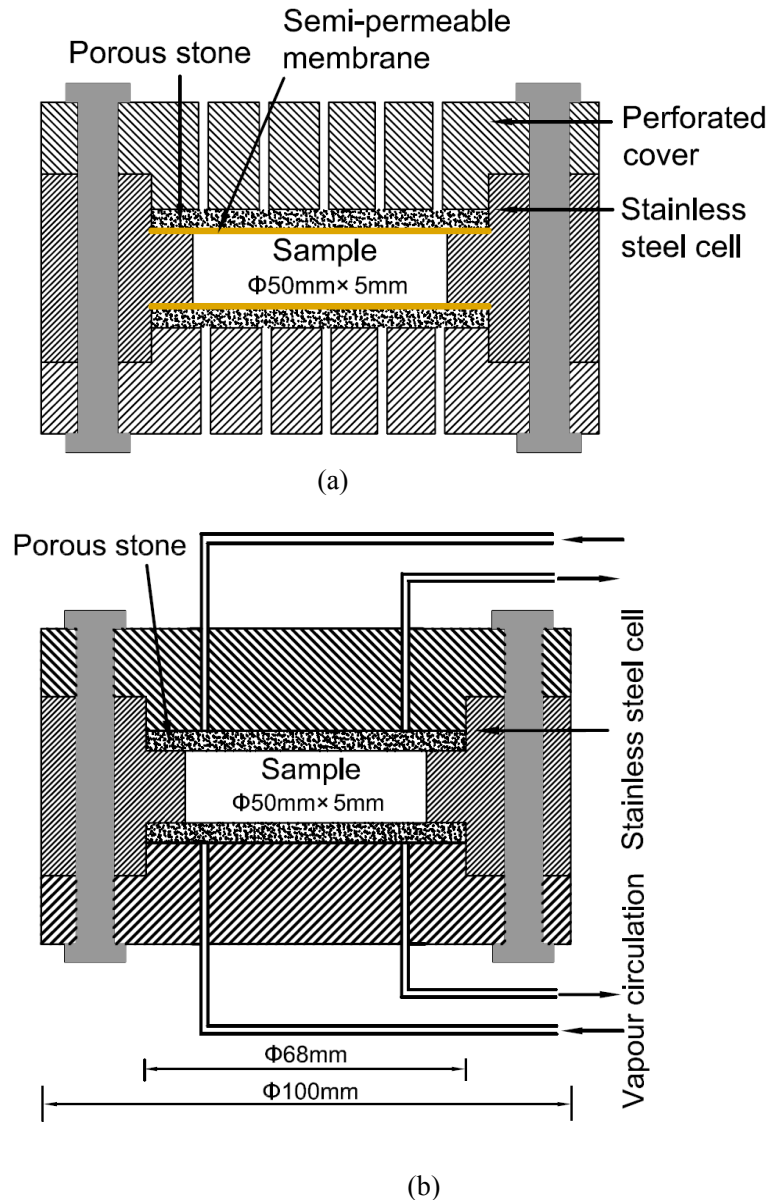 Semi-permeable
membrane
Porous stone
Perforated
cover
Stainless
steel cell
Sample
Φ50mm× 5mm
(a)
Porous stone
Stainless steel cell
Sample
Φ50mm× 5mm
Vapour circulation
Φ68mm
Φ100mm
(b)